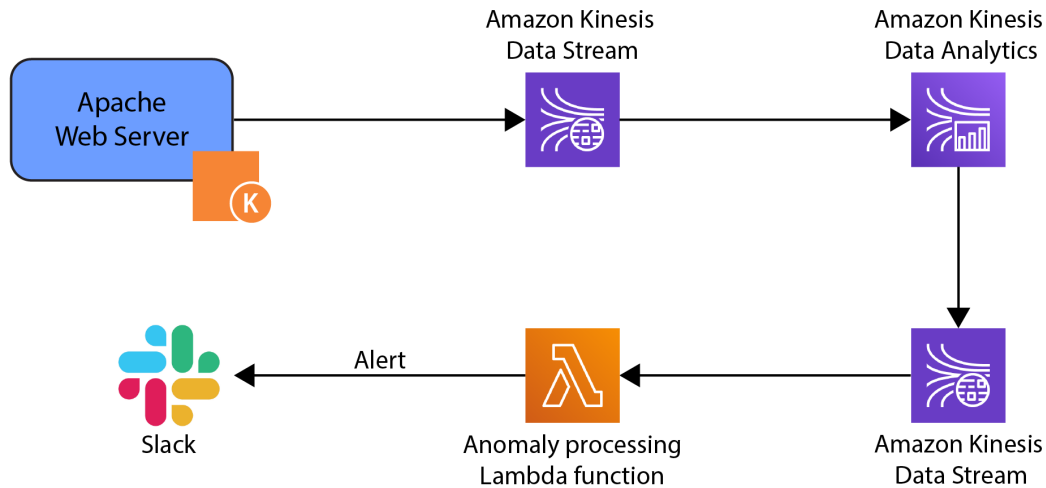 Amazon Kinesis
Data Stream
Amazon Kinesis
Data Analytics
Apache
Web Server
K
Alert
Slack
Anomaly processing
Lambda function
Amazon Kinesis
Data Stream